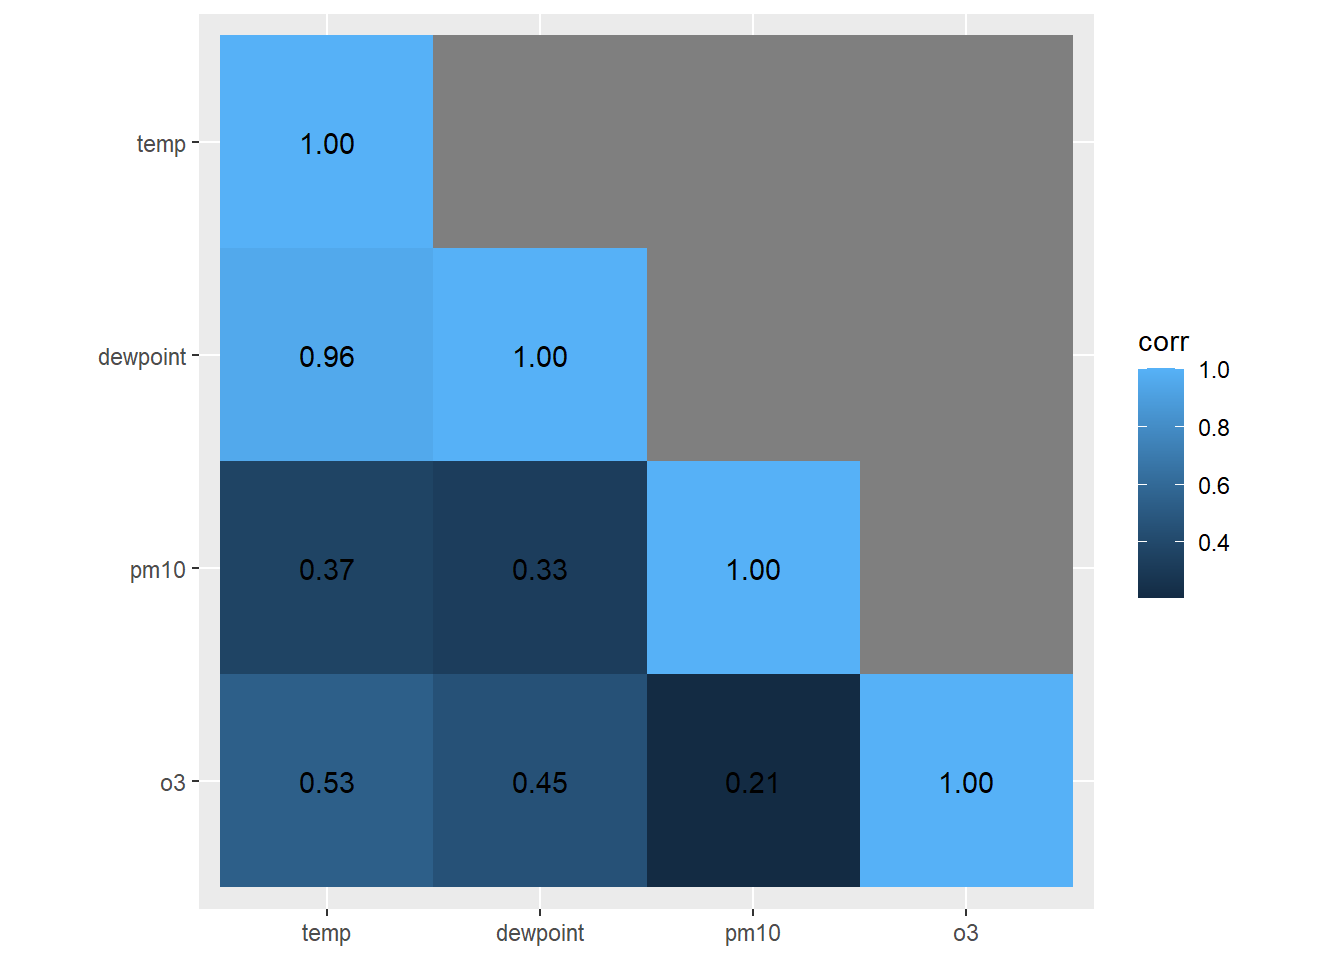 temp
1.00
dewpoint
0.96 1.00
pm10
0.37 0.33 1.00
o3
0.53 0.45 0.21 1.00
temp dewpoint pm10 o3
corr
1.0
0.8
0.6
0.4